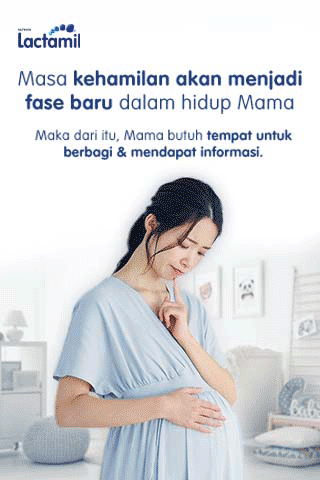 Lactamil
Masa kehamilan akan menjadi
fase baru dalam hidup Mama
Maka dari itu, Mama butuh tempat untuk
berbagi & mendapat informasi.
baby